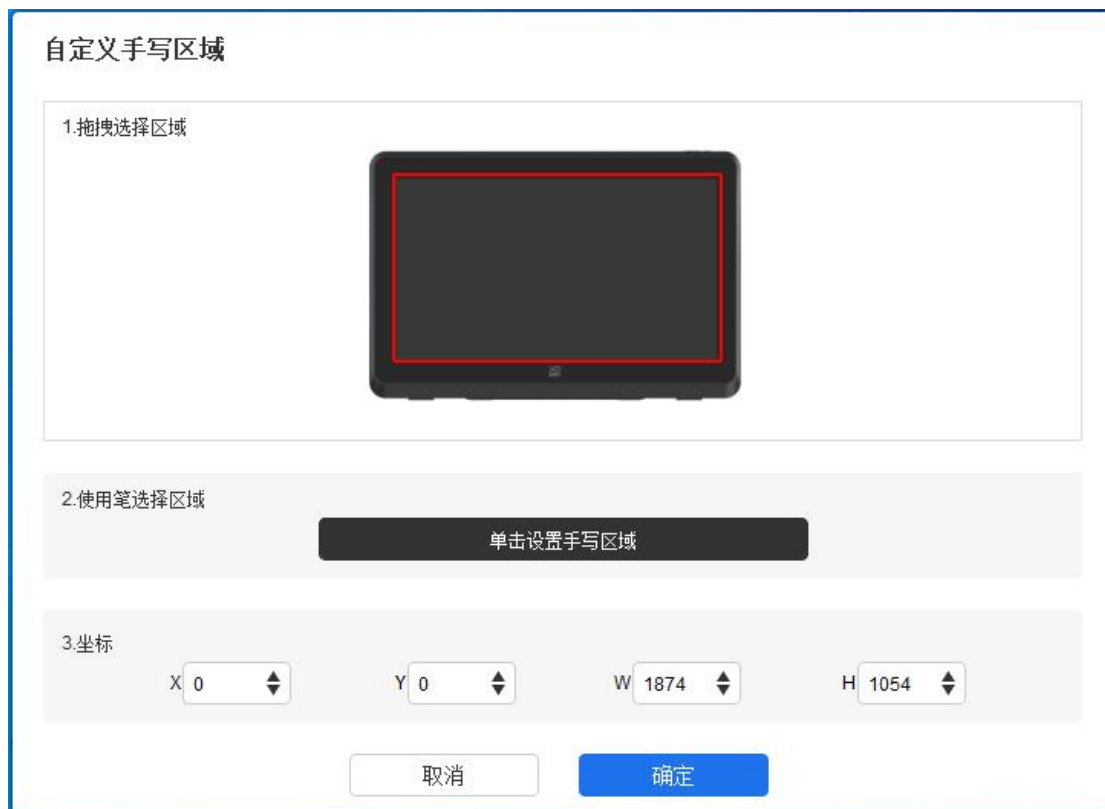 自定义手写区域
1.拖拽选择区域
2.使用笔选择区域
单击设置手写区域
3.坐标
X 0 Y 0 W 1874 H 1054
取消 确定